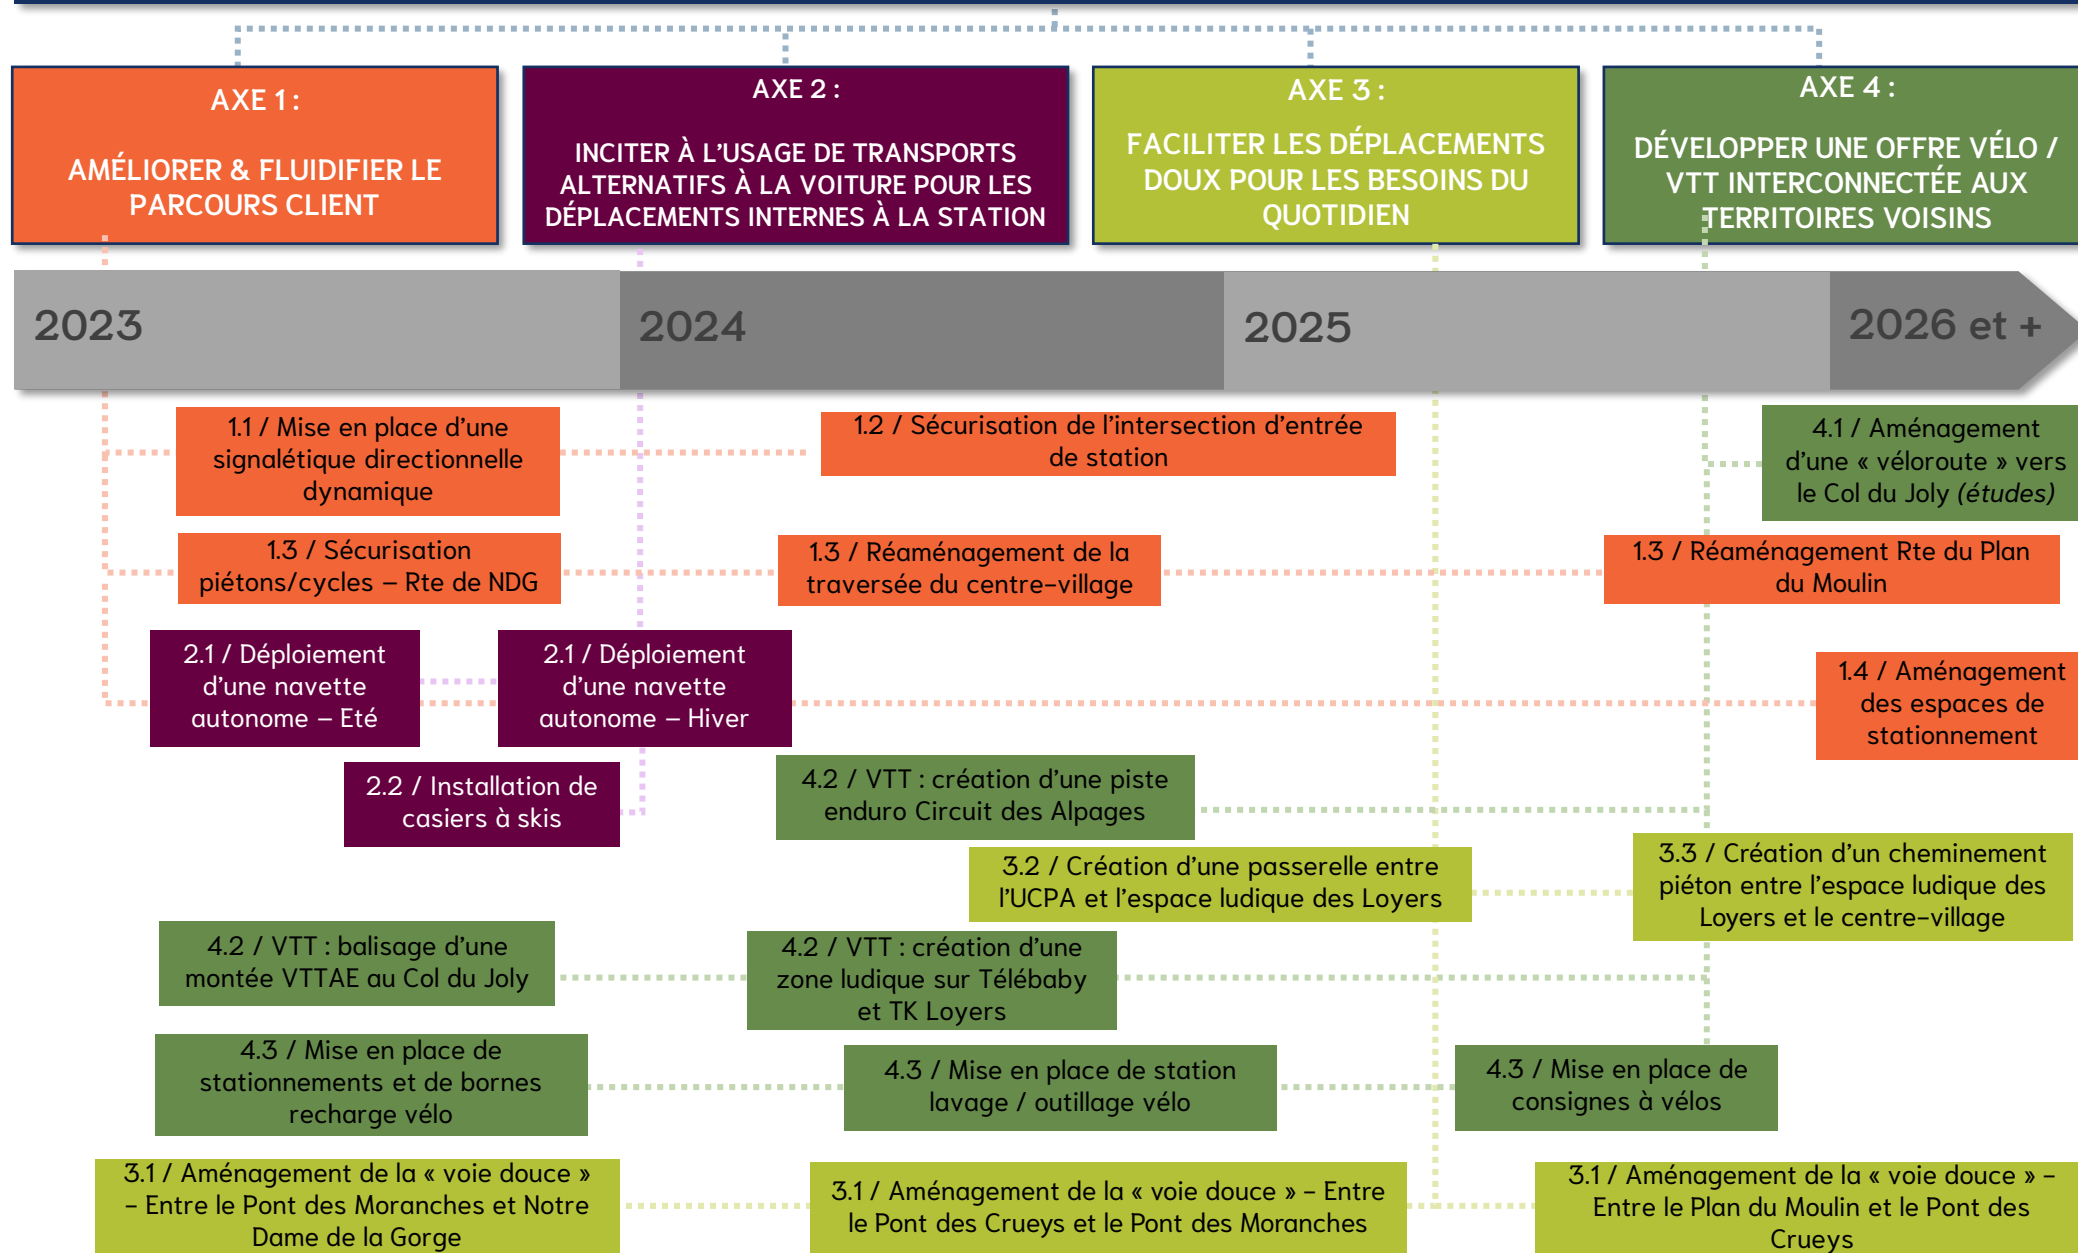 AXE 1 :
AMÉLIORER & FLUIDIFIER LE
PARCOURS CLIENT
AXE 2 :
INCITER À L'USAGE DE TRANSPORTS
ALTERNATIFS À LA VOITURE POUR LES
DÉPLACEMENTS INTERNES À LA STATION
AXE 3 :
FACILITER LES DÉPLACEMENTS
DOUX POUR LES BESOINS DU
QUOTIDIEN
AXE 4 :
DÉVELOPPER UNE OFFRE VÉLO /
VTT INTERCONNECTÉE AUX
TERRITOIRES VOISINS
2023
2024
2025
2026 et +
1.1 / Mise en place d'une
signalétique directionnelle
dynamique
1.2 / Sécurisation de l'intersection d'entrée
de station
4.1 / Aménagement
d'une « véloroute » vers
le Col du Joly (études)
1.3 / Sécurisation
piétons/cycles – Rte de NDG
1.3 / Réaménagement de la
traversée du centre-village
1.3 / Réaménagement Rte du Plan
du Moulin
2.1 / Déploiement
d'une navette
autonome – Eté
2.1 / Déploiement
d'une navette
autonome – Hiver
1.4 / Aménagement
des espaces de
stationnement
2.2 / Installation de
casiers à skis
4.2 / VTT : création d'une piste
enduro Circuit des Alpages
3.2 / Création d'une passerelle entre
l'UCPA et l'espace ludique des Loyers
3.3 / Création d'un cheminement
piéton entre l'espace ludique des
Loyers et le centre-village
4.2 / VTT : balisage d'une
montée VTTAE au Col du Joly
4.2 / VTT : création d'une
zone ludique sur Télébaby
et TK Loyers
4.3 / Mise en place de
stationnements et de bornes
recharge vélo
4.3 / Mise en place de station
lavage / outillage vélo
4.3 / Mise en place de
consignes à vélos
3.1 / Aménagement de la « voie douce »
– Entre le Pont des Moranches et Notre
Dame de la Gorge
3.1 / Aménagement de la « voie douce » – Entre
le Pont des Crueys et le Pont des Moranches
3.1 / Aménagement de la « voie douce » –
Entre le Plan du Moulin et le Pont des
Crueys